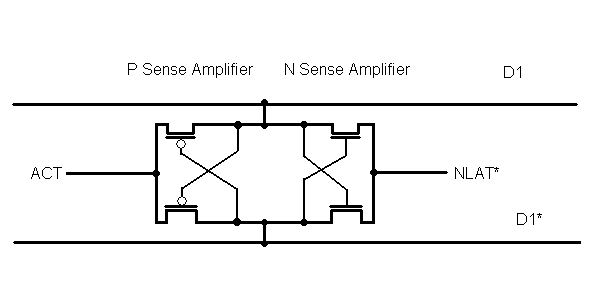 P Sense Amplifier
N Sense Amplifier
D1
ACT
NLAT*
D1*